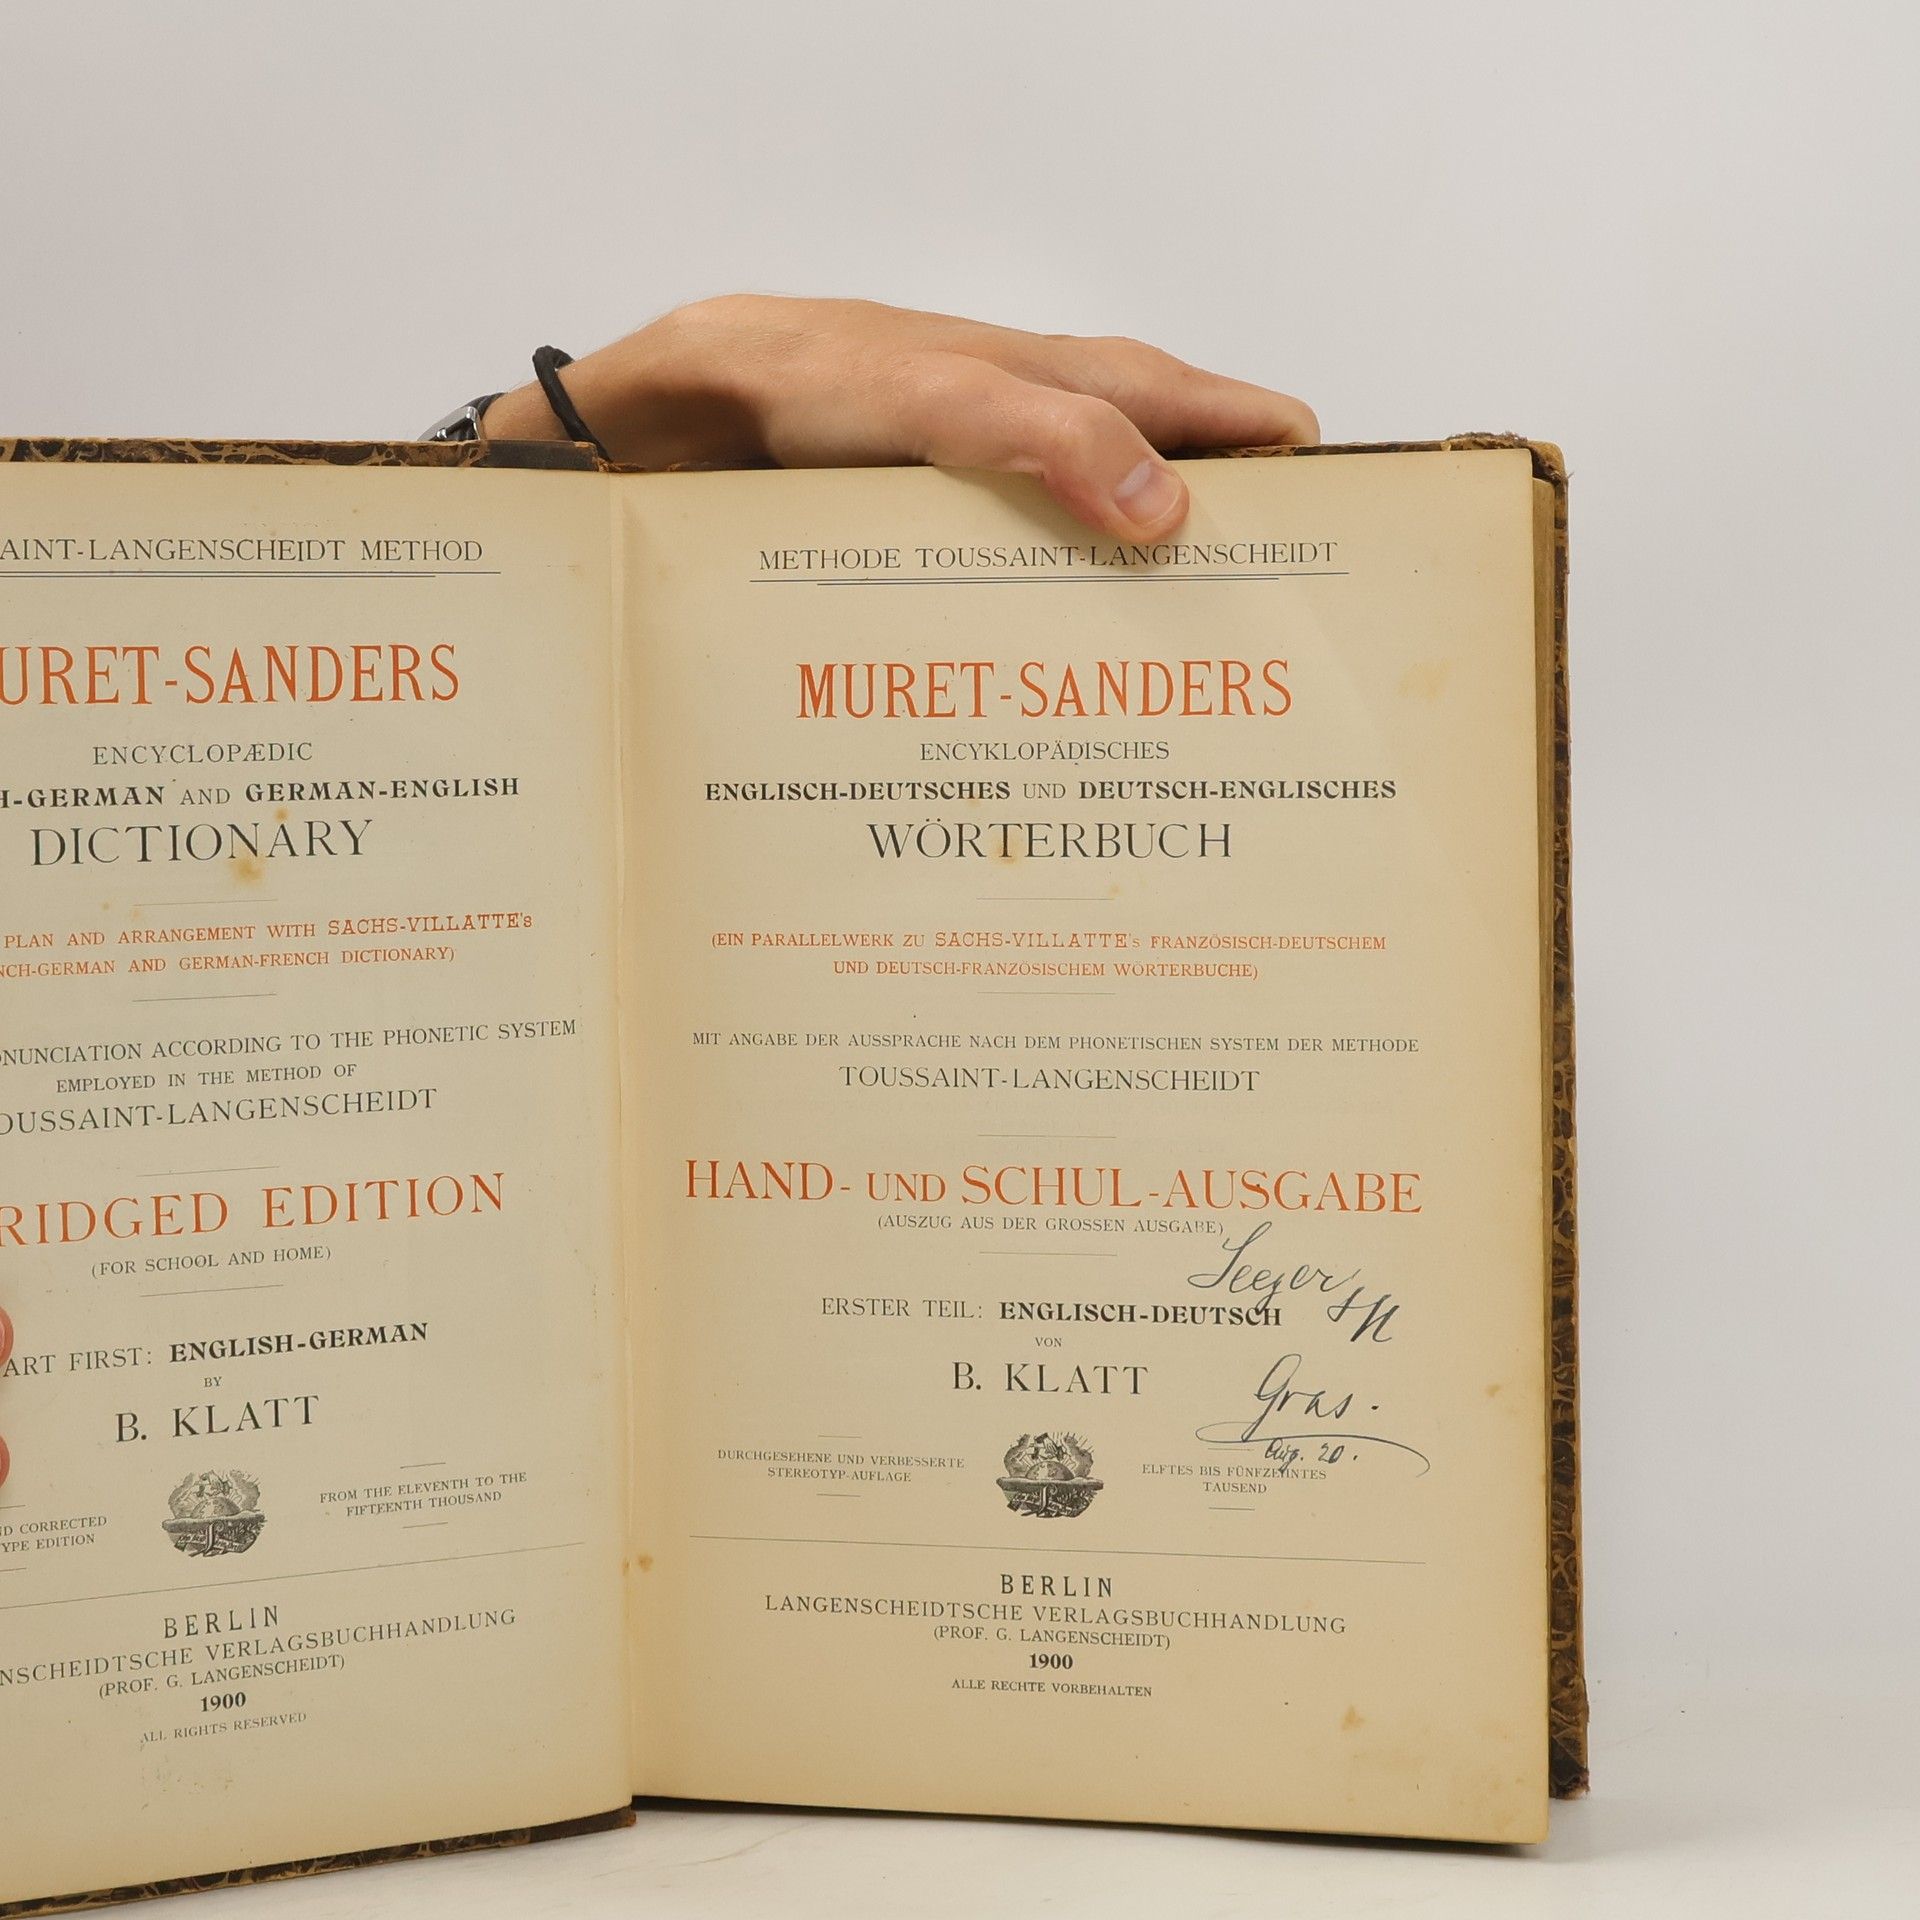 AINT-LANGENSCHEIDT METHOD
URET-SANDERS
ENCYCLOPÆDIC
H-GERMAN AND GERMAN-ENGLISH
DICTIONARY
PLAN AND ARRANGEMENT WITH SACHS-VILLATTE's
NCH-GERMAN AND GERMAN-FRENCH DICTIONARY)
ONUNCIATION ACCORDING TO THE PHONETIC SYSTEM
EMPLOYED IN THE METHOD OF
OUSSAINT-LANGENSCHEIDT
RIDGED EDITION
(FOR SCHOOL AND HOME)
ART FIRST: ENGLISH-GERMAN
BY
B. KLATT
ND CORRECTED
YPE EDITION
FROM THE ELEVENTH TO THE
FIFTEENTH THOUSAND
BERLIN
NSCHEIDTSCHE VERLAGSBUCHHANDLUNG
(PROF. G. LANGENSCHEIDT)
1900
ALL RIGHTS RESERVED
METHODE TOUSSAINT-LANGENSCHEIDT
MURET-SANDERS
ENCYKLOPÄDISCHES
ENGLISCH-DEUTSCHES UND DEUTSCH-ENGLISCHES
WÖRTERBUCH
(EIN PARALLELWERK ZU SACHS-VILLATTE's FRANZÖSISCH-DEUTSCHEM
UND DEUTSCH-FRANZÖSISCHEM WÖRTERBUCHE)
MIT ANGABE DER AUSSPRACHE NACH DEM PHONETISCHEN SYSTEM DER METHODE
TOUSSAINT-LANGENSCHEIDT
HAND- UND SCHUL-AUSGABE
(AUSZUG AUS DER GROSSEN AUSGABE)
Seeger
ERSTER TEIL: ENGLISCH-DEUTSCH
VON
B. KLATT
Gras.
Aug. 20.
DURCHGESEHENE UND VERBESSERTE
STEREOTYP-AUFLAGE
ELFTES BIS FÜNFZEHNTES
TAUSEND
BERLIN
LANGENSCHEIDTSCHE VERLAGSBUCHHANDLUNG
(PROF. G. LANGENSCHEIDT)
1900
ALLE RECHTE VORBEHALTEN